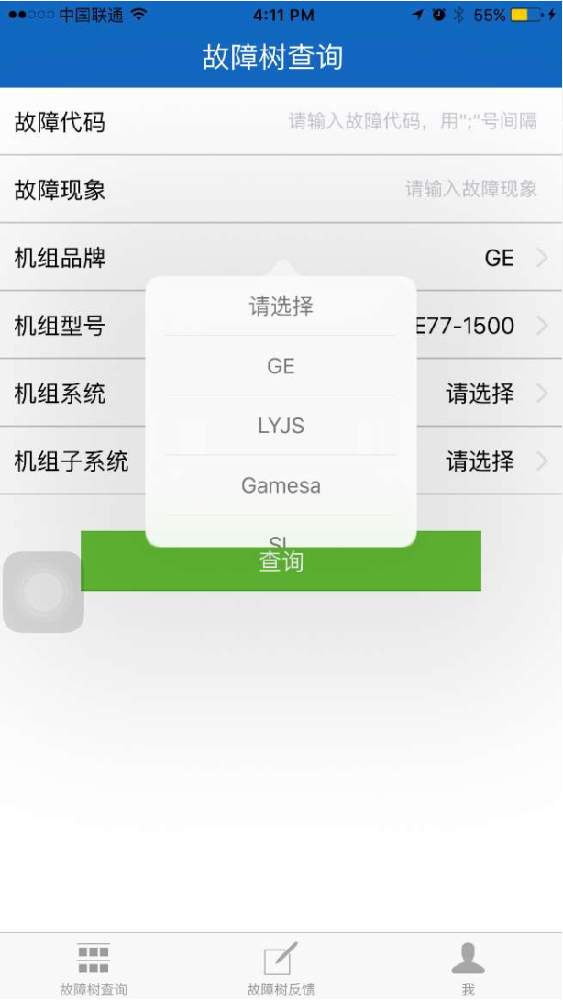 中国联通 4:11 PM 55%
故障树查询
故障代码 请输入故障代码，用";"号间隔
故障现象 请输入故障现象
机组品牌 GE
请选择
机组型号 E77-1500
GE
机组系统 请选择
LYJS
机组子系统 请选择
Gamesa
查询
故障树查询 故障树反馈 我